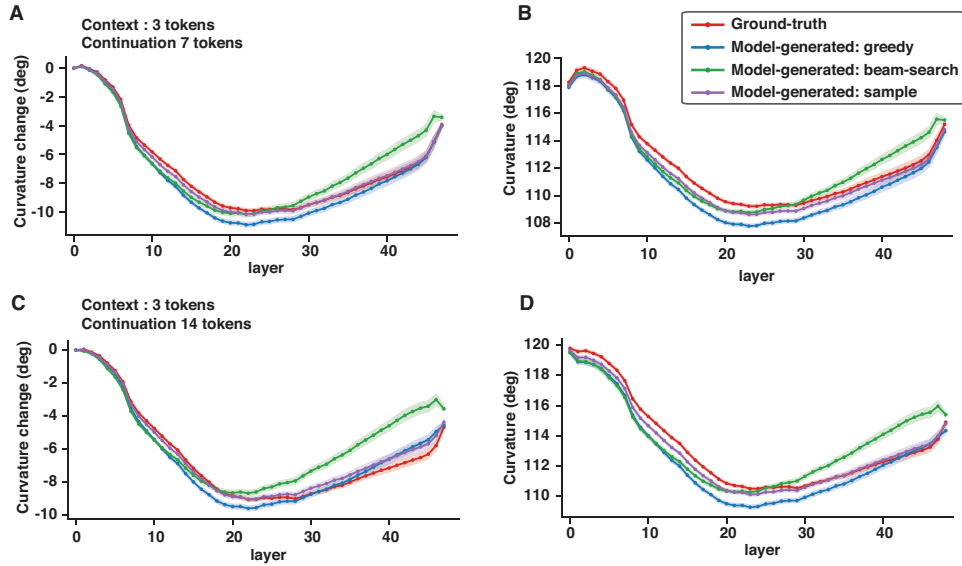 A
Context : 3 tokens
Continuation 7 tokens
Curvature change (deg)
0
-2
-4
-6
-8
-10
0
10
20
30
40
layer
B
Ground-truth
Model-generated: greedy
Model-generated: beam-search
Model-generated: sample
Curvature (deg)
120
118
116
114
112
110
108
0
10
20
30
40
layer
C
Context : 3 tokens
Continuation 14 tokens
Curvature change (deg)
0
-2
-4
-6
-8
-10
0
10
20
30
40
layer
D
Curvature (deg)
120
118
116
114
112
110
0
10
20
30
40
layer